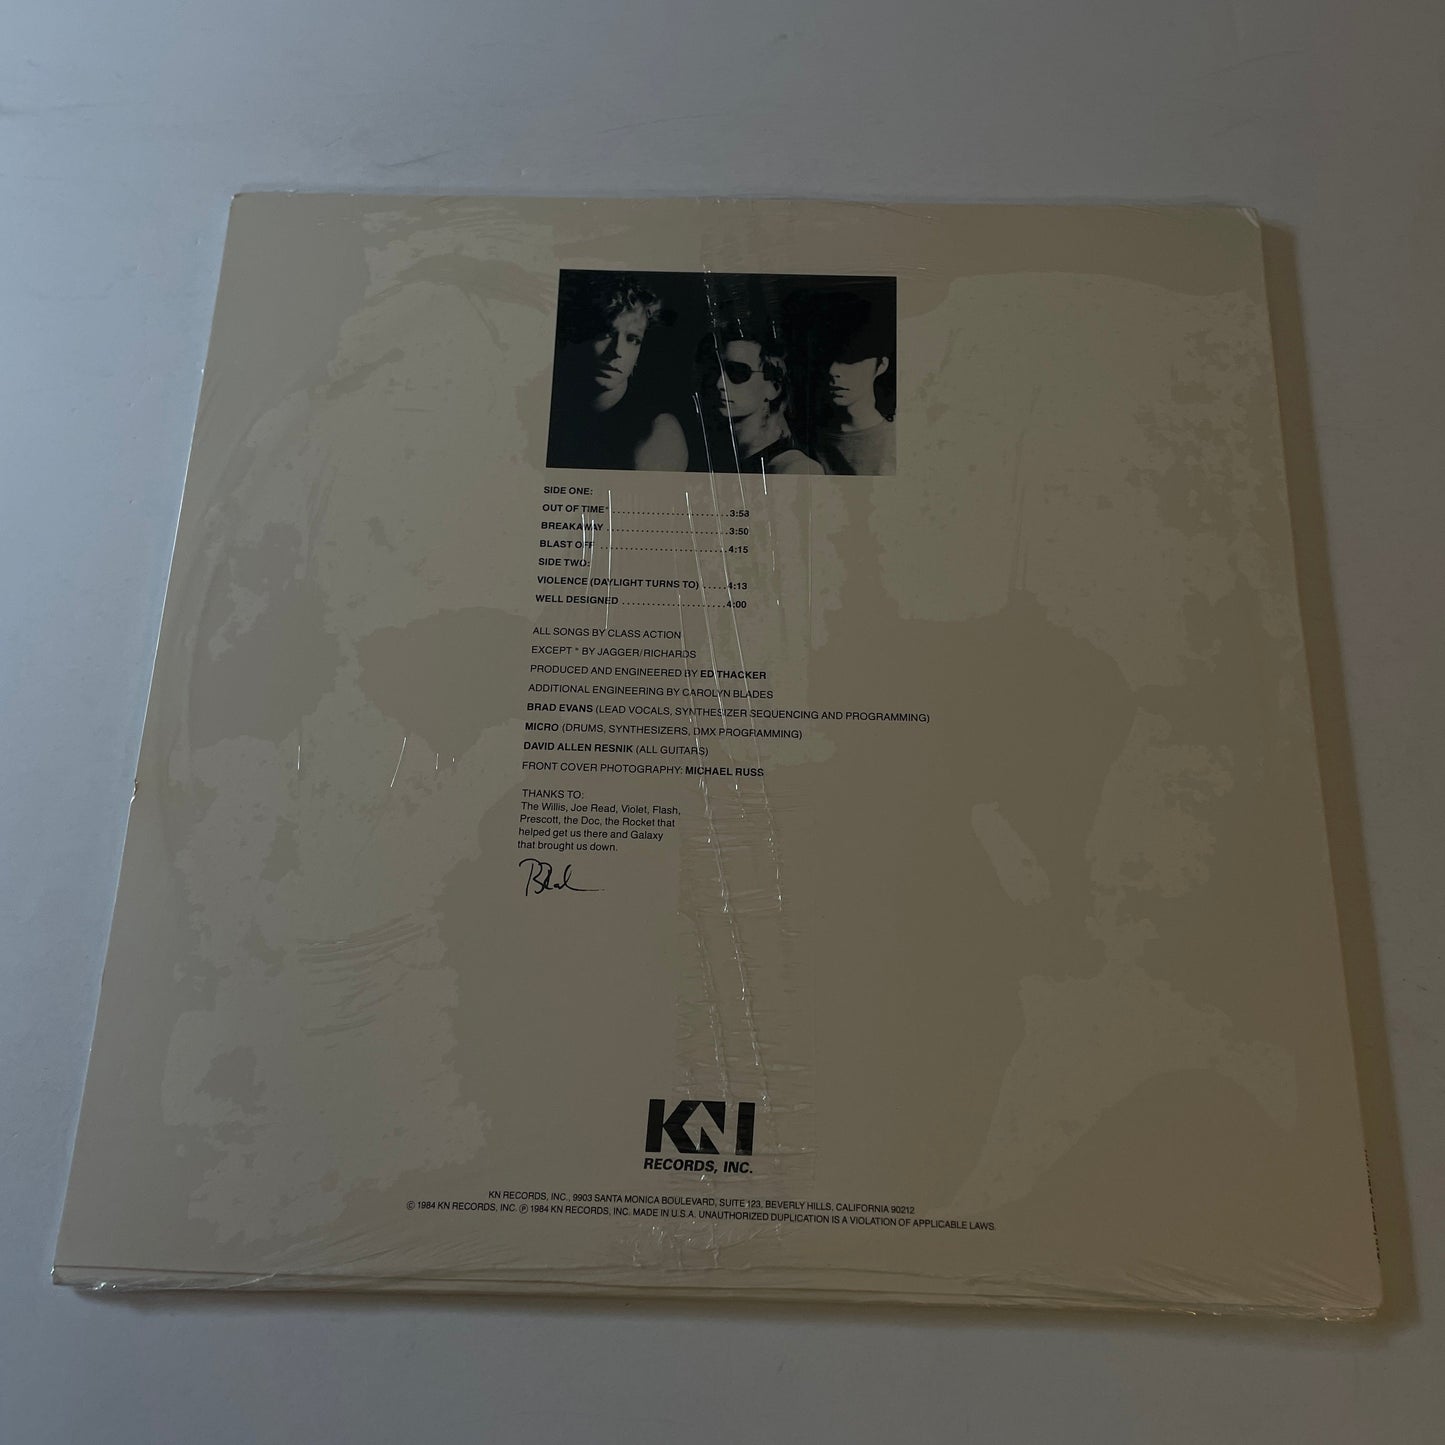 SIDE ONE:
OUT OF TIME* ........................3:53
BREAKAWAY .........................3:50
BLAST OFF ..........................4:15
SIDE TWO:
VIOLENCE (DAYLIGHT TURNS TO) .....4:13
WELL DESIGNED .....................4:00
ALL SONGS BY CLASS ACTION
EXCEPT * BY JAGGER/RICHARDS
PRODUCED AND ENGINEERED BY ED THACKER
ADDITIONAL ENGINEERING BY CAROLYN BLADES
BRAD EVANS (LEAD VOCALS, SYNTHESIZER SEQUENCING AND PROGRAMMING)
MICRO (DRUMS, SYNTHESIZERS, DMX PROGRAMMING)
DAVID ALLEN RESNIK (ALL GUITARS)
FRONT COVER PHOTOGRAPHY: MICHAEL RUSS
THANKS TO:
The Willis, Joe Read, Violet, Flash,
Prescott, the Doc, the Rocket that
helped get us there and Galaxy
that brought us down.
KN
RECORDS, INC.
KN RECORDS, INC., 9903 SANTA MONICA BOULEVARD, SUITE 123, BEVERLY HILLS, CALIFORNIA 90212
© 1984 KN RECORDS, INC. ℗ 1984 KN RECORDS, INC. MADE IN U.S.A. UNAUTHORIZED DUPLICATION IS A VIOLATION OF APPLICABLE LAWS.